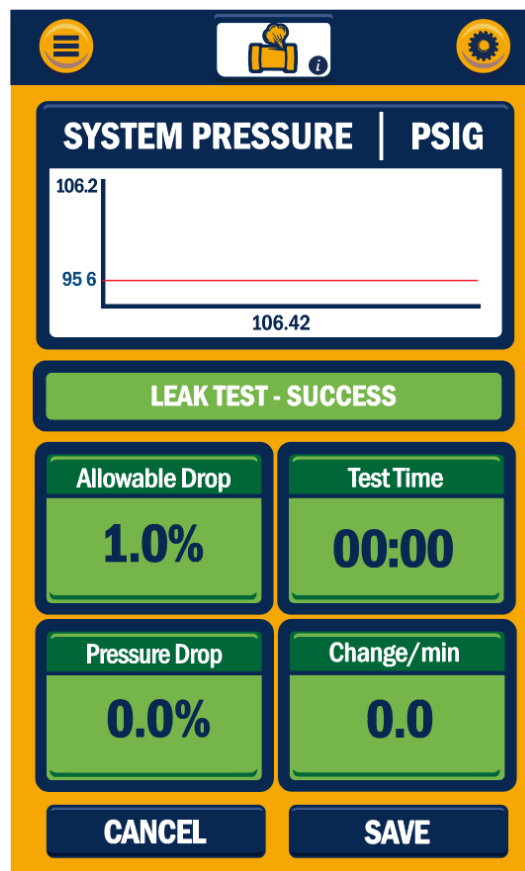 i
SYSTEM PRESSURE | PSIG
106.2
95 6
106.42
LEAK TEST - SUCCESS
Allowable Drop
1.0%
Test Time
00:00
Pressure Drop
0.0%
Change/min
0.0
CANCEL
SAVE